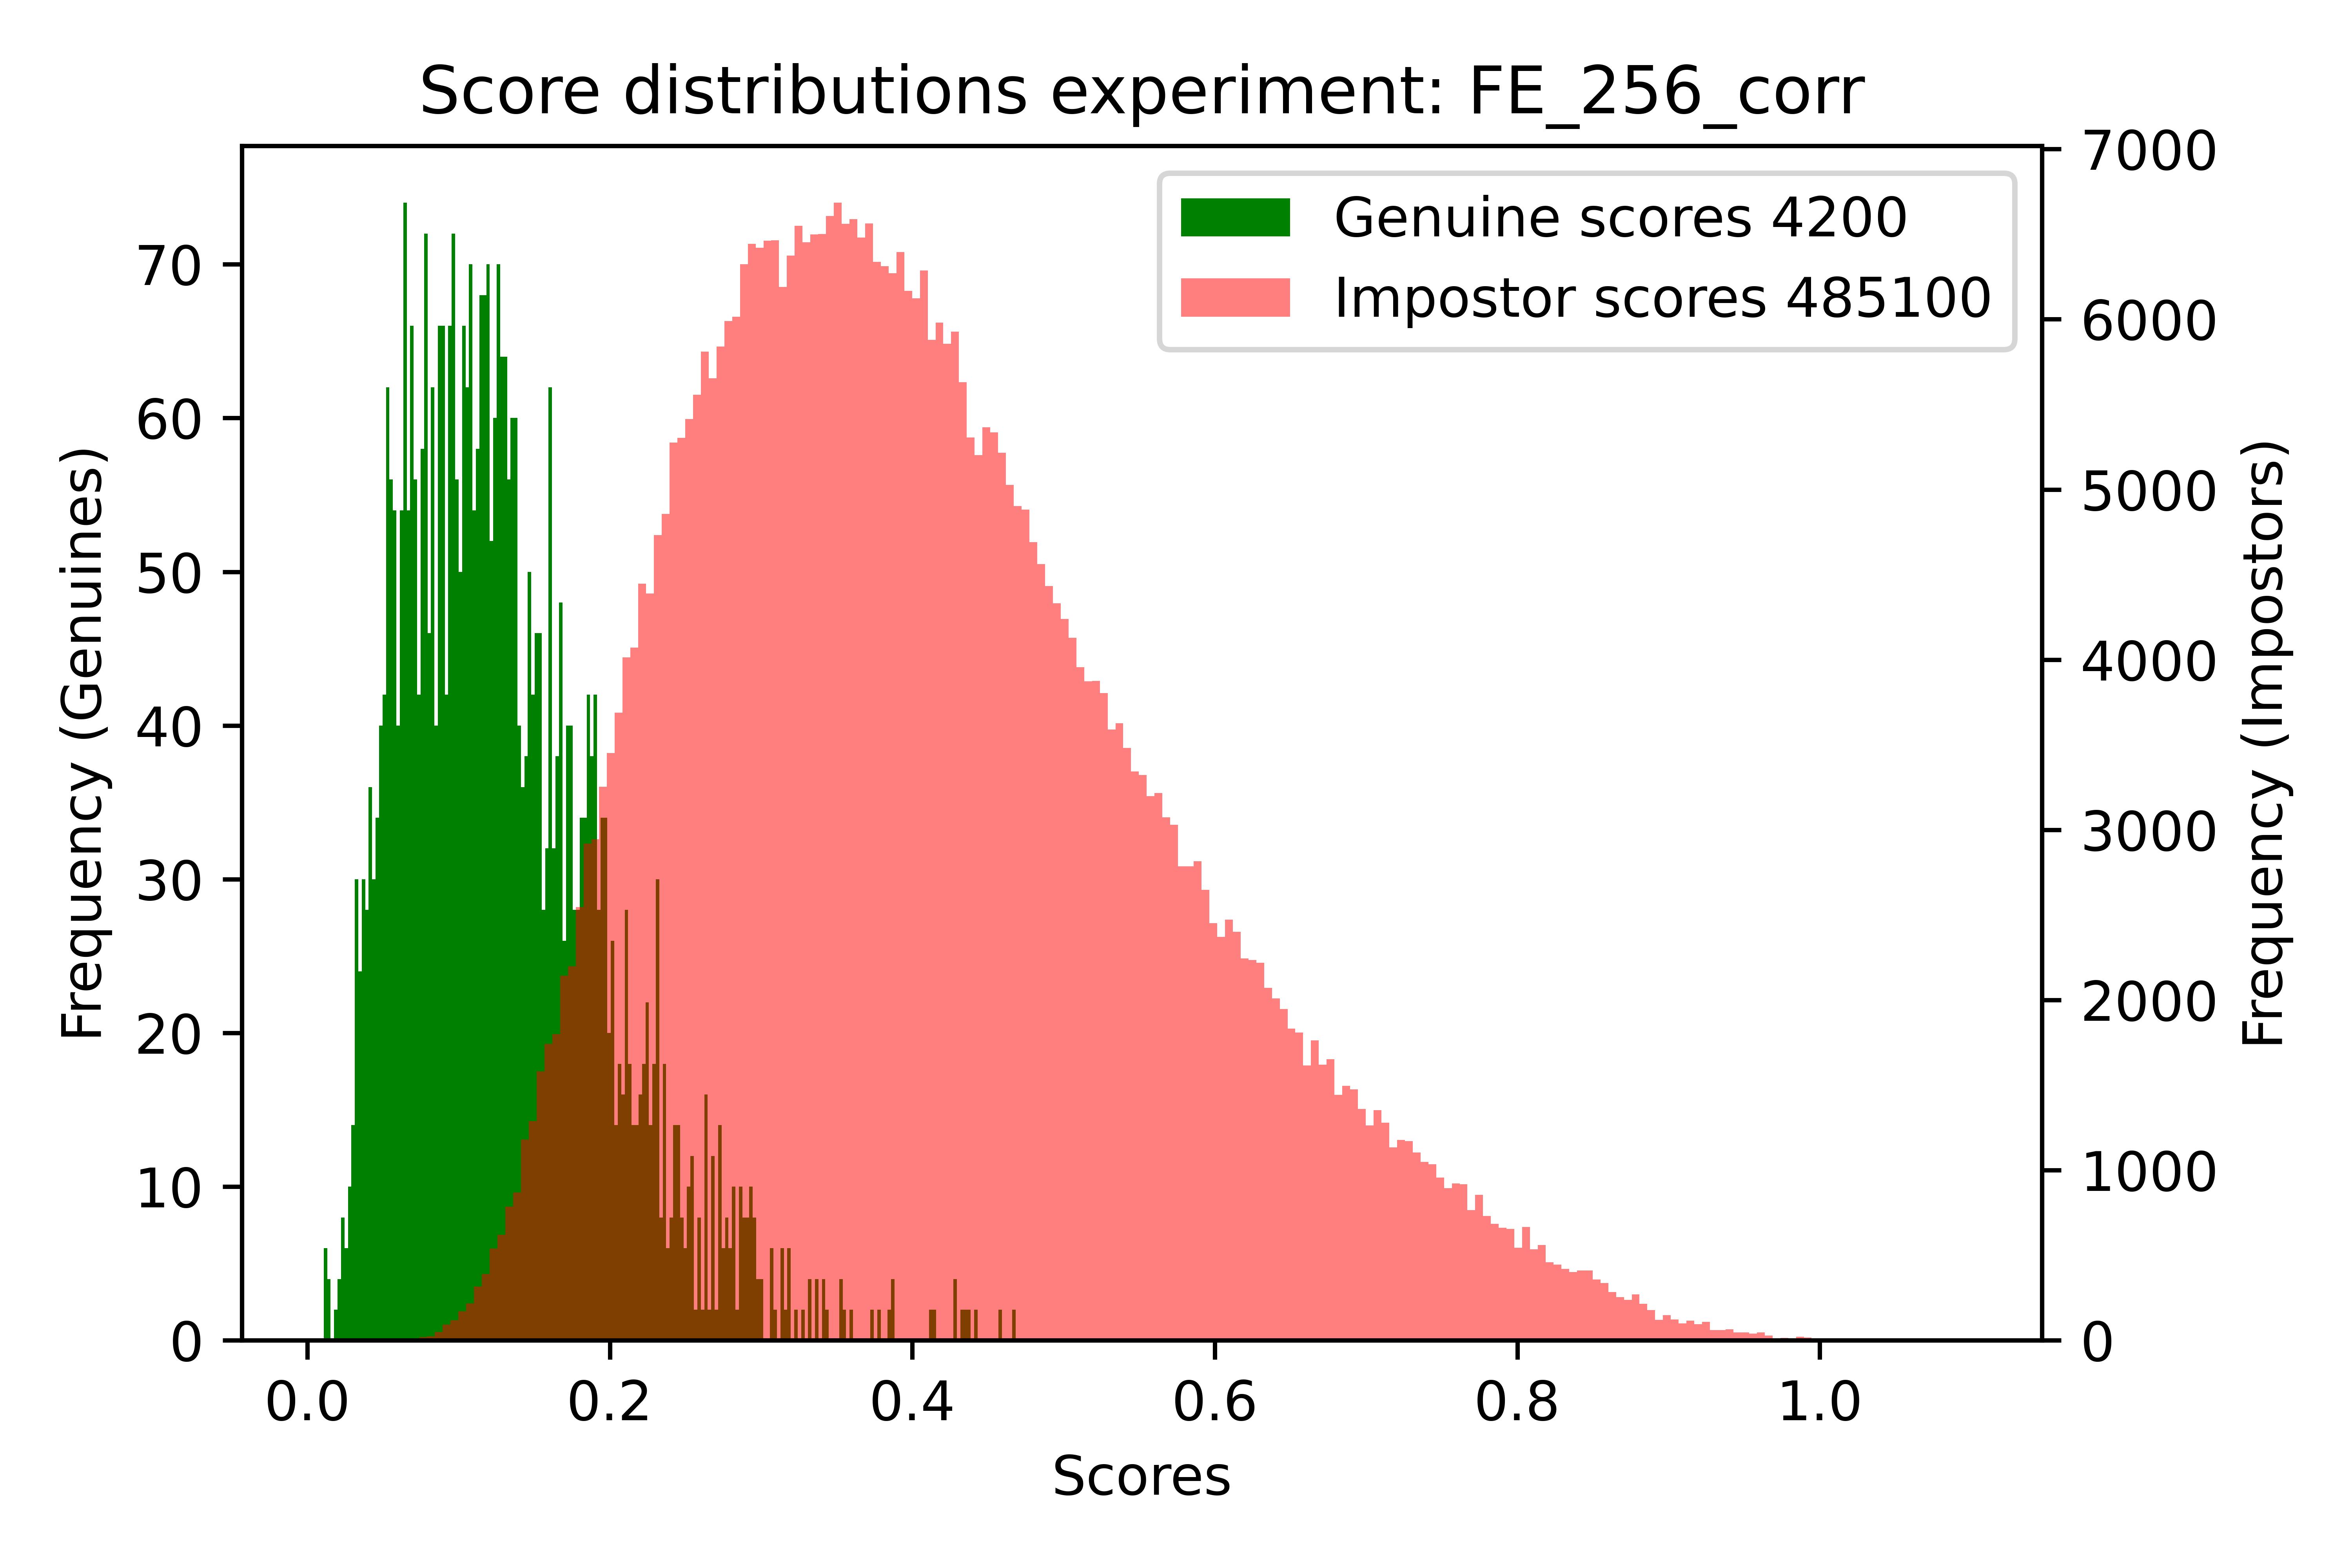 Score distributions experiment: FE_256_corr
Genuine scores 4200
Impostor scores 485100
Frequency (Genuines)
70
60
50
40
30
20
10
0
7000
6000
5000
4000
3000
2000
1000
0
Frequency (Impostors)
0.0 0.2 0.4 0.6 0.8 1.0
Scores